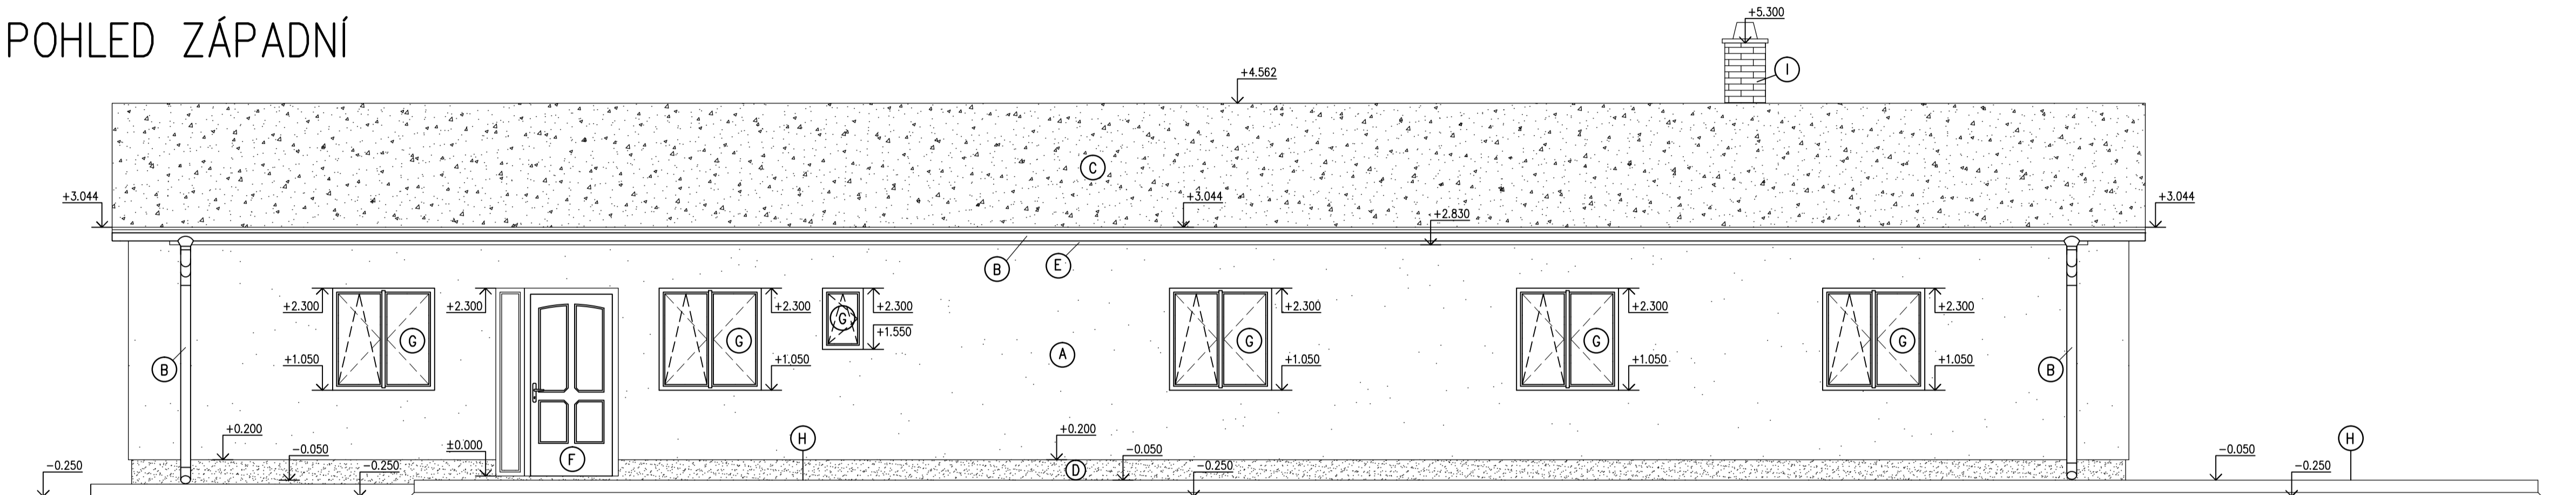 POHLED ZÁPADNÍ
+5.300
I
+4.562
C
+3.044
+3.044
+3.044
+2.830
B
E
+2.300
+2.300
+2.300
+2.300
+2.300
+2.300
+2.300
G
G
G
+1.550
G
G
G
A
B
B
+1.050
+1.050
+1.050
+1.050
+1.050
+0.200
±0.000
H
+0.200
H
-0.050
-0.050
-0.050
F
D
-0.250
-0.250
-0.250
-0.250